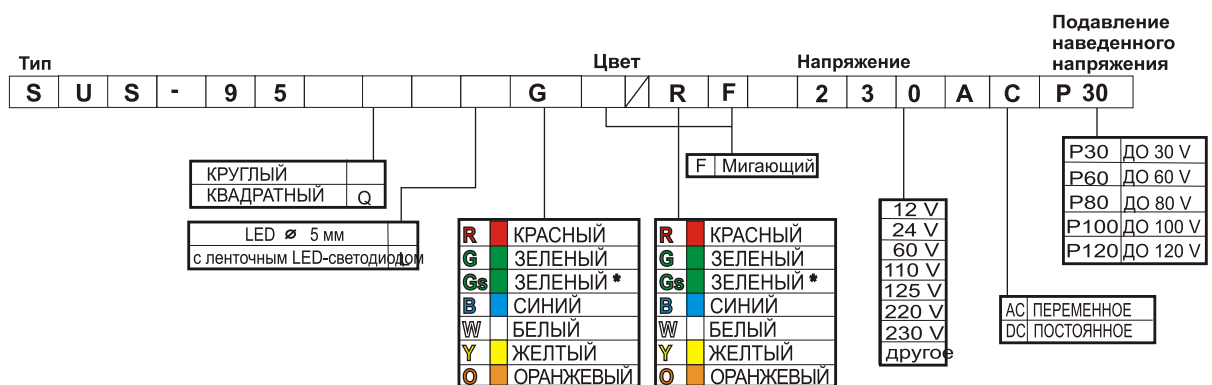 Подавление
наведенного
напряжения
Тип Цвет Напряжение
S U S - 9 5 G / R F 2 3 0 A C P 30
КРУГЛЫЙ
КВАДРАТНЫЙ Q
LED ø 5 мм
с ленточным LED-светодиодом L
F Мигающий
R КРАСНЫЙ
G ЗЕЛЕНЫЙ
Gs ЗЕЛЕНЫЙ *
B СИНИЙ
W БЕЛЫЙ
Y ЖЕЛТЫЙ
O ОРАНЖЕВЫЙ
R КРАСНЫЙ
G ЗЕЛЕНЫЙ
Gs ЗЕЛЕНЫЙ *
B СИНИЙ
W БЕЛЫЙ
Y ЖЕЛТЫЙ
O ОРАНЖЕВЫЙ
12 V
24 V
60 V
110 V
125 V
220 V
230 V
другое
AC ПЕРЕМЕННОЕ
DC ПОСТОЯННОЕ
P30 ДО 30 V
P60 ДО 60 V
P80 ДО 80 V
P100 ДО 100 V
P120 ДО 120 V